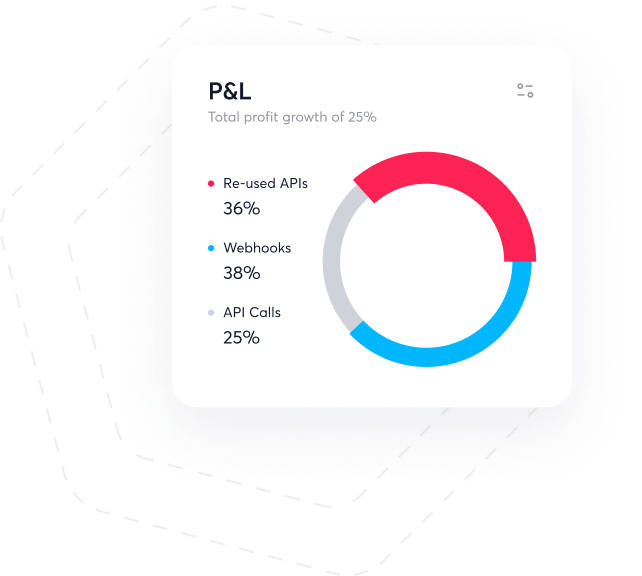 P&L
Total profit growth of 25%
Re-used APIs
36%
Webhooks
38%
API Calls
25%